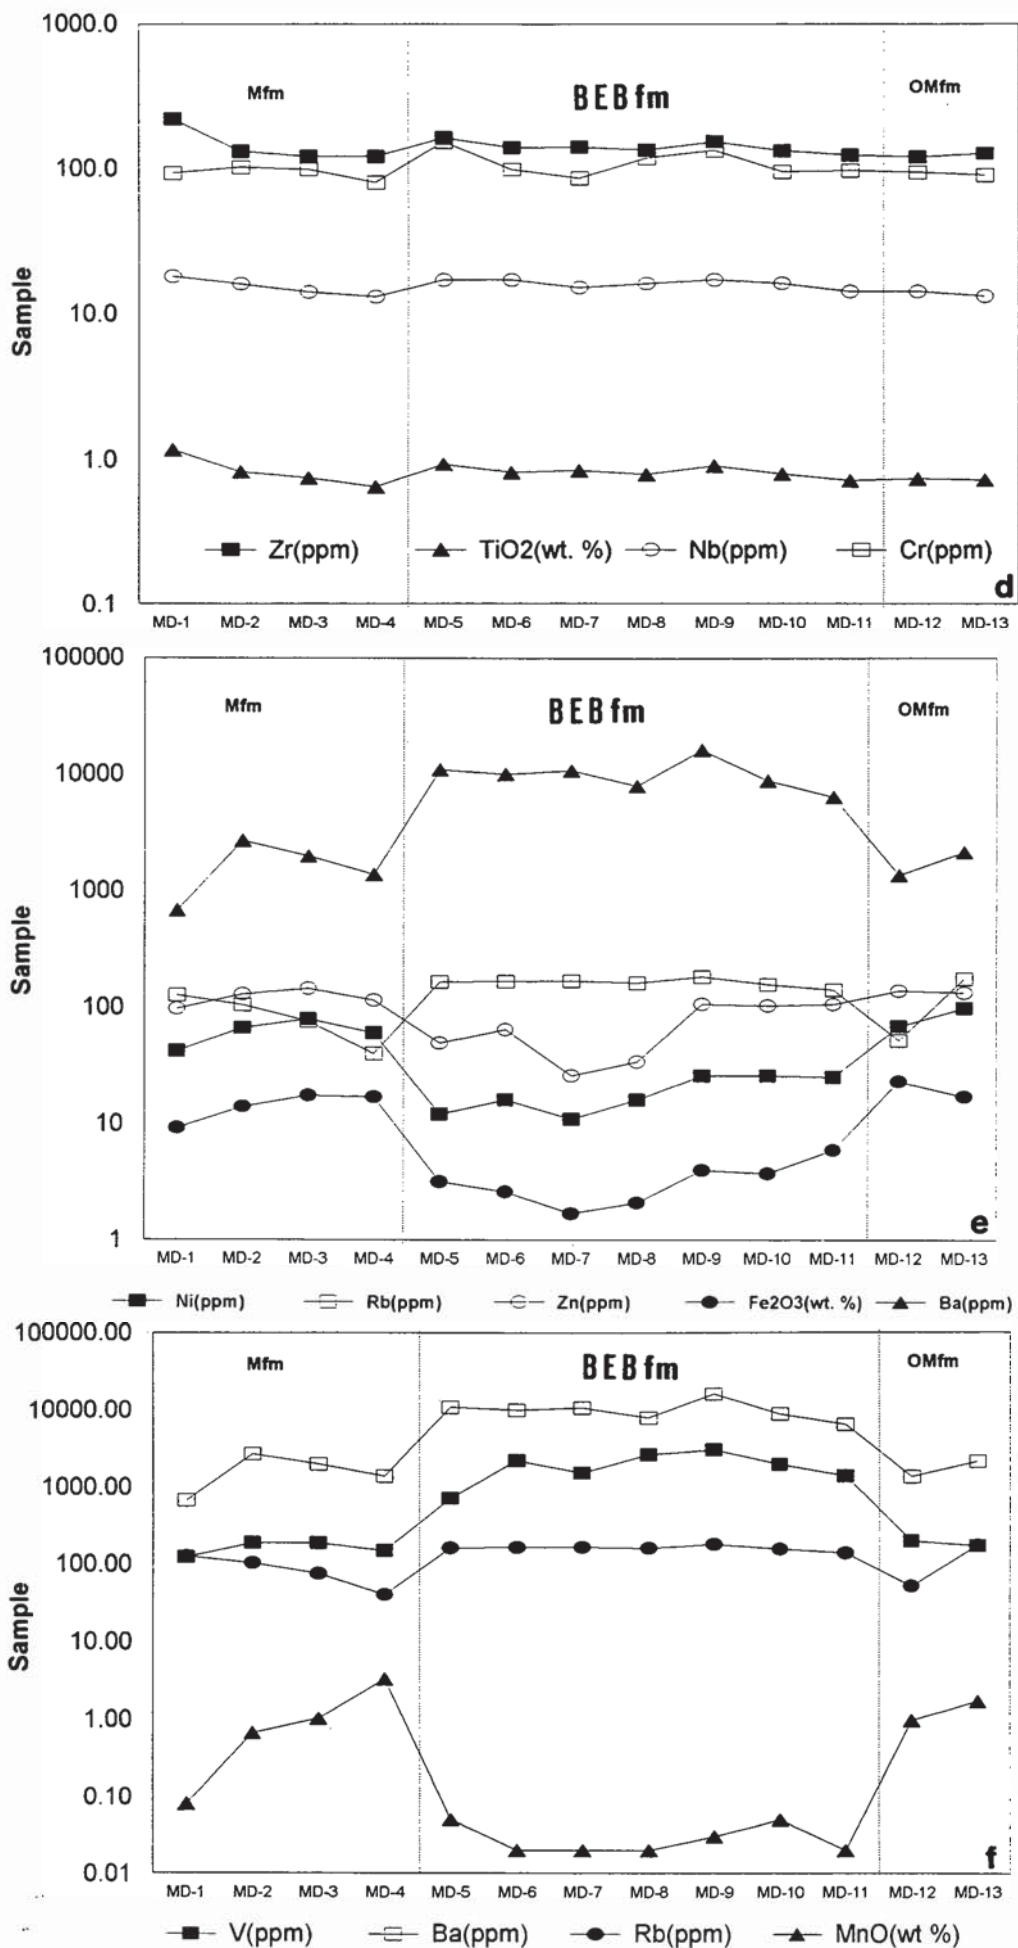 1000.0
Mfm BEBfm OMfm
100.0
Sample
10.0
1.0
Zr(ppm) TiO2(wt. %) Nb(ppm) Cr(ppm)
d
0.1
MD-1 MD-2 MD-3 MD-4 MD-5 MD-6 MD-7 MD-8 MD-9 MD-10 MD-11 MD-12 MD-13
100000
Mfm BEBfm OMfm
10000
1000
Sample
100
10
1
e
MD-1 MD-2 MD-3 MD-4 MD-5 MD-6 MD-7 MD-8 MD-9 MD-10 MD-11 MD-12 MD-13
Ni(ppm) Rb(ppm) Zn(ppm) Fe2O3(wt. %) Ba(ppm)
100000.00
Mfm BEBfm OMfm
10000.00
1000.00
100.00
Sample
10.00
1.00
0.10
f
0.01
MD-1 MD-2 MD-3 MD-4 MD-5 MD-6 MD-7 MD-8 MD-9 MD-10 MD-11 MD-12 MD-13
V(ppm) Ba(ppm) Rb(ppm) MnO(wt %)